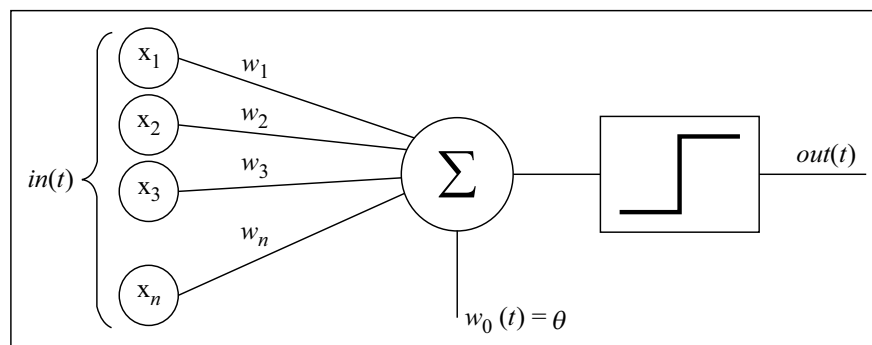 x₁
w₁
x₂
w₂
in(t)
x₃
w₃
wₙ
xₙ
Σ
out(t)
w₀ (t) = θ